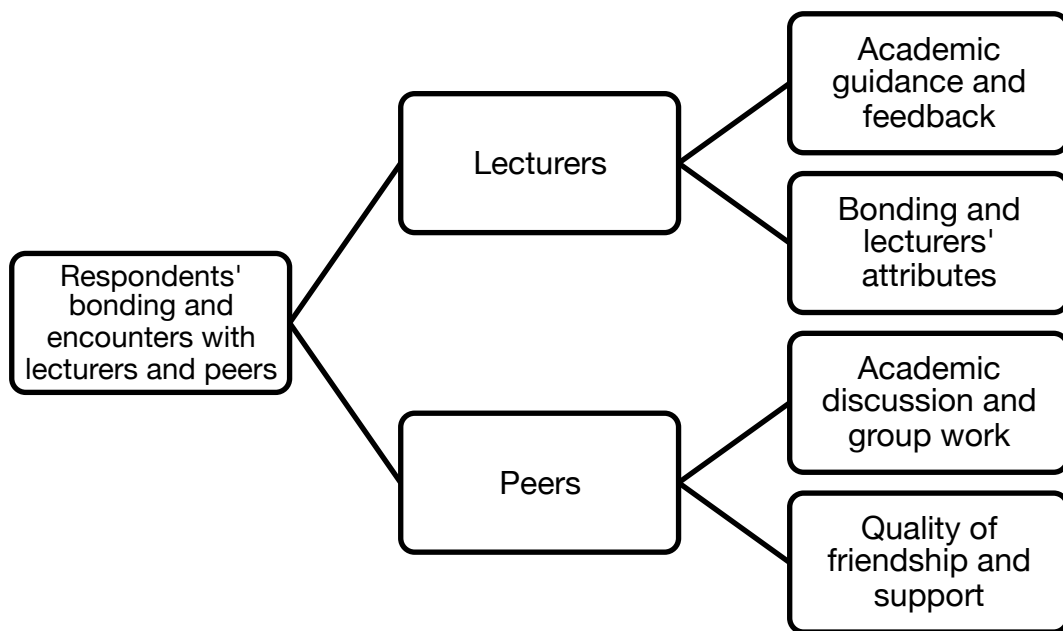 Respondents'
bonding and
encounters with
lecturers and peers
Lecturers
Academic
guidance and
feedback
Bonding and
lecturers'
attributes
Peers
Academic
discussion and
group work
Quality of
friendship and
support